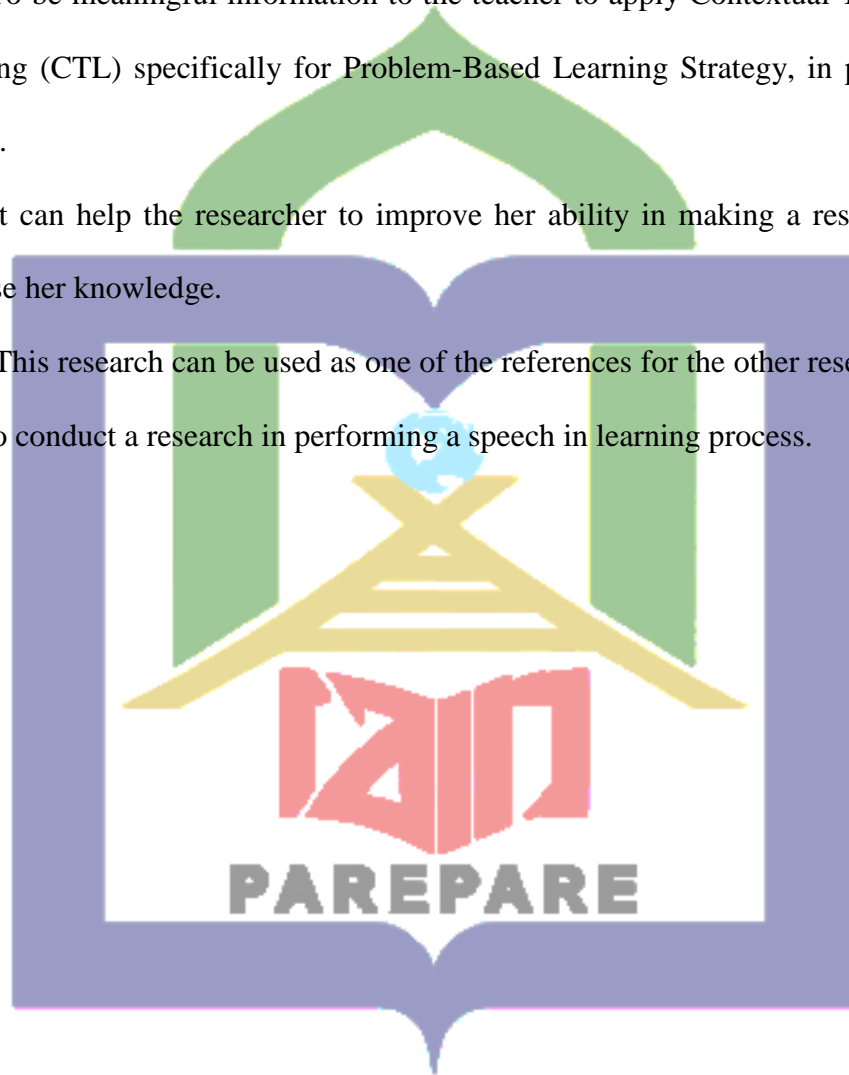 o be meaningful information to the teacher to apply Contextual
ng (CTL) specifically for Problem-Based Learning Strategy, in p
.
t can help the researcher to improve her ability in making a res
se her knowledge.
This research can be used as one of the references for the other rese
o conduct a research in performing a speech in learning process.
iain
PAREPARE